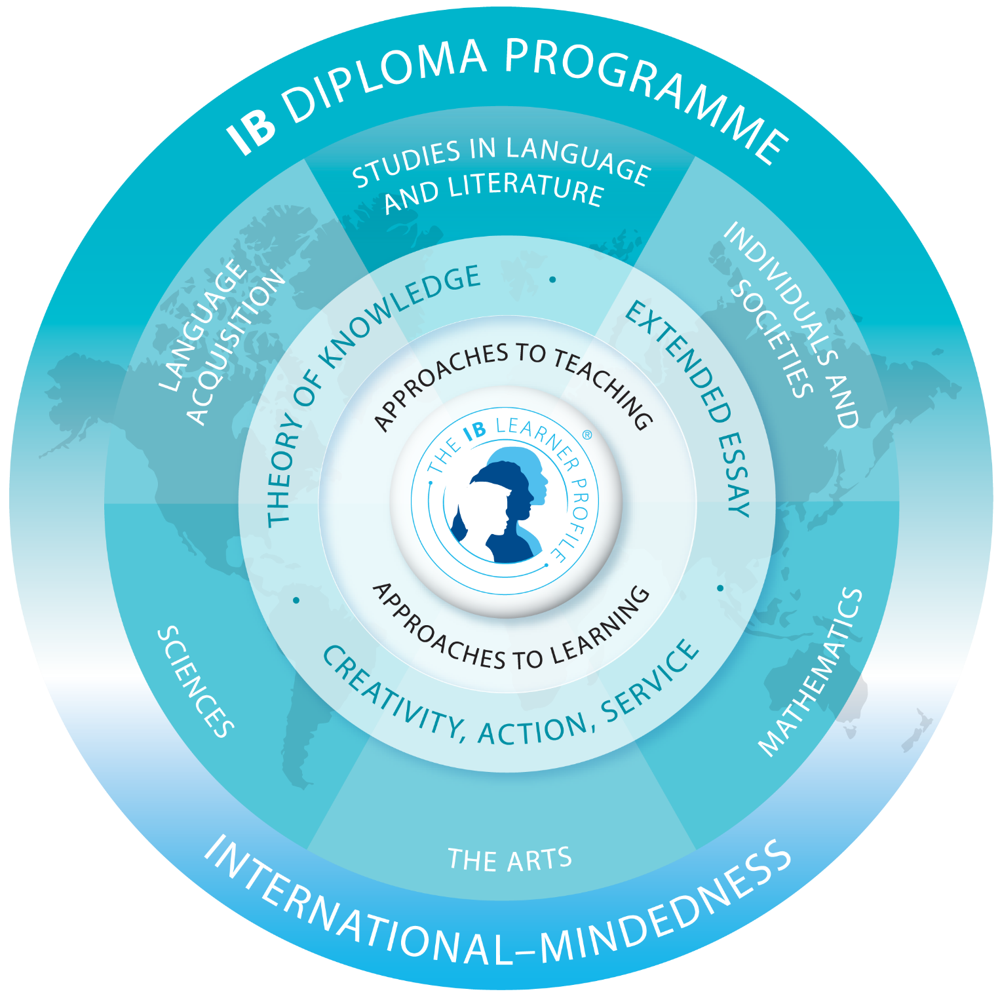 IB DIPLOMA PROGRAMME
STUDIES IN LANGUAGE
AND LITERATURE
LANGUAGE
ACQUISITION
INDIVIDUALS AND
SOCIETIES
THEORY OF KNOWLEDGE
EXTENDED ESSAY
APPROACHES TO TEACHING
THE IB LEARNER PROFILE ®
APPROACHES TO LEARNING
CREATIVITY, ACTION, SERVICE
SCIENCES
MATHEMATICS
THE ARTS
INTERNATIONAL–MINDEDNESS